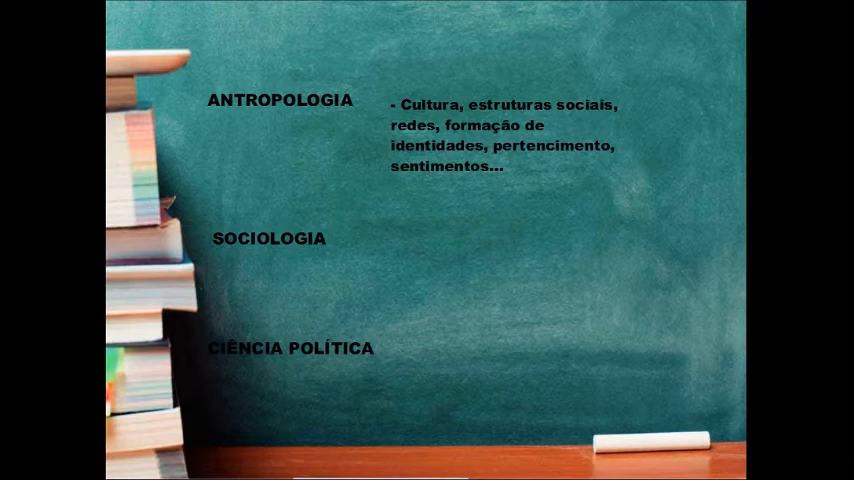 ANTROPOLOGIA
- Cultura, estruturas sociais,
redes, formação de
identidades, pertencimento,
sentimentos...
SOCIOLOGIA
CIÊNCIA POLÍTICA